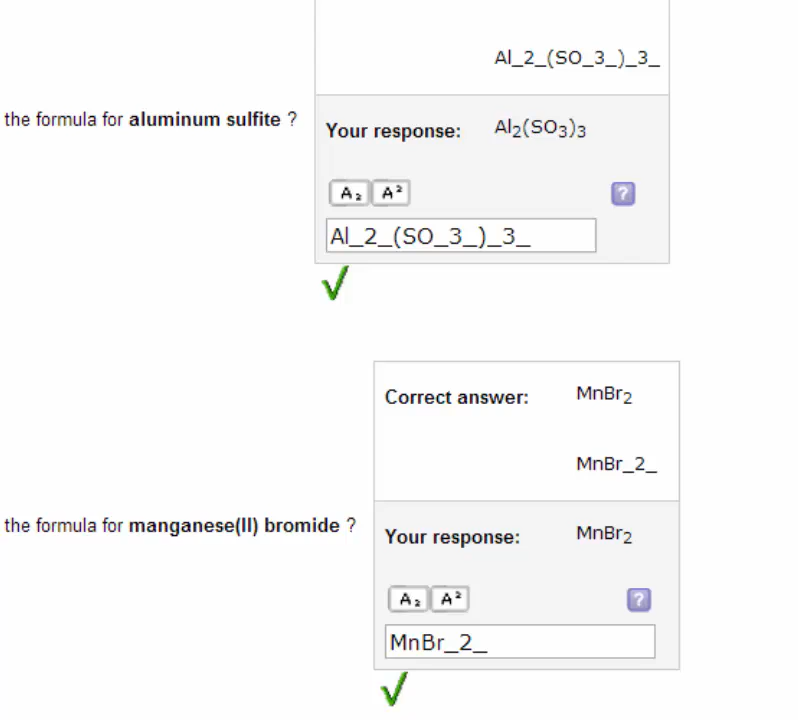 Al_2_(SO_3_)_3_
the formula for aluminum sulfite ?
Your response: Al₂(SO₃)₃
A₂ A² ?
Al_2_(SO_3_)_3_
Correct answer: MnBr₂
MnBr_2_
the formula for manganese(II) bromide ?
Your response: MnBr₂
A₂ A² ?
MnBr_2_